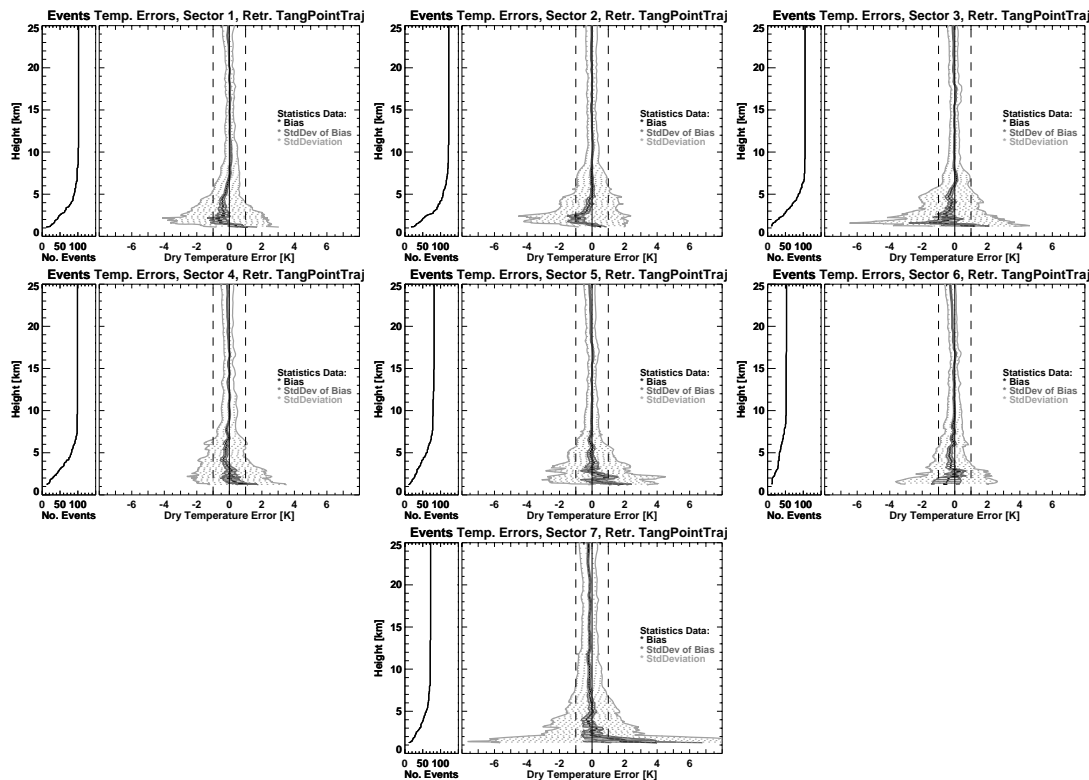 Events Temp. Errors, Sector 1, Retr. TangPointTraj
25
20
15
10
5
0
Height [km]
Statistics Data:
* Bias
* StdDev of Bias
* StdDeviation
0 50 100
-6 -4 -2 0 2 4 6
No. Events
Dry Temperature Error [K]
Events Temp. Errors, Sector 2, Retr. TangPointTraj
25
20
15
10
5
0
Height [km]
Statistics Data:
* Bias
* StdDev of Bias
* StdDeviation
0 50 100
-6 -4 -2 0 2 4 6
No. Events
Dry Temperature Error [K]
Events Temp. Errors, Sector 3, Retr. TangPointTraj
25
20
15
10
5
0
Height [km]
Statistics Data:
* Bias
* StdDev of Bias
* StdDeviation
0 50 100
-6 -4 -2 0 2 4 6
No. Events
Dry Temperature Error [K]
Events Temp. Errors, Sector 4, Retr. TangPointTraj
25
20
15
10
5
0
Height [km]
Statistics Data:
* Bias
* StdDev of Bias
* StdDeviation
0 50 100
-6 -4 -2 0 2 4 6
No. Events
Dry Temperature Error [K]
Events Temp. Errors, Sector 5, Retr. TangPointTraj
25
20
15
10
5
0
Height [km]
Statistics Data:
* Bias
* StdDev of Bias
* StdDeviation
0 50 100
-6 -4 -2 0 2 4 6
No. Events
Dry Temperature Error [K]
Events Temp. Errors, Sector 6, Retr. TangPointTraj
25
20
15
10
5
0
Height [km]
Statistics Data:
* Bias
* StdDev of Bias
* StdDeviation
0 50 100
-6 -4 -2 0 2 4 6
No. Events
Dry Temperature Error [K]
Events Temp. Errors, Sector 7, Retr. TangPointTraj
25
20
15
10
5
0
Height [km]
Statistics Data:
* Bias
* StdDev of Bias
* StdDeviation
0 50 100
-6 -4 -2 0 2 4 6
No. Events
Dry Temperature Error [K]